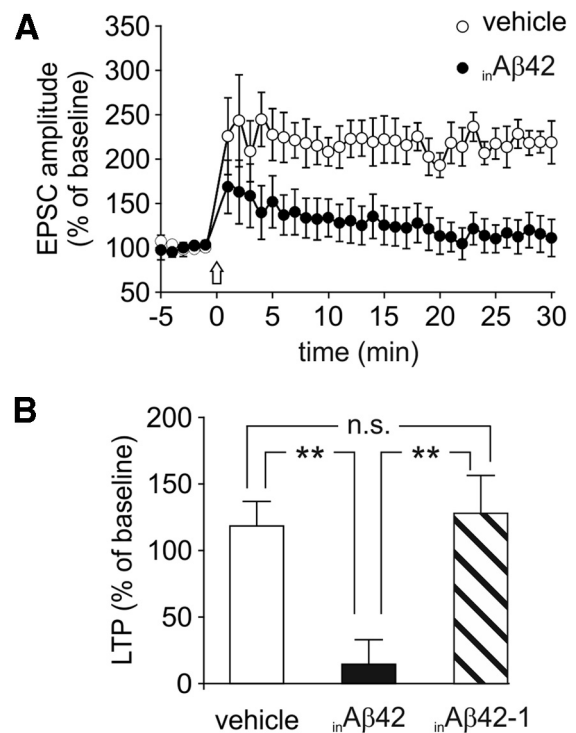 A
350
300
250
200
150
100
50
EPSC amplitude
(% of baseline)
vehicle
inAβ42
-5 0 5 10 15 20 25 30
time (min)
B
200
150
100
50
0
LTP (% of baseline)
n.s.
** **
vehicle inAβ42 inAβ42-1